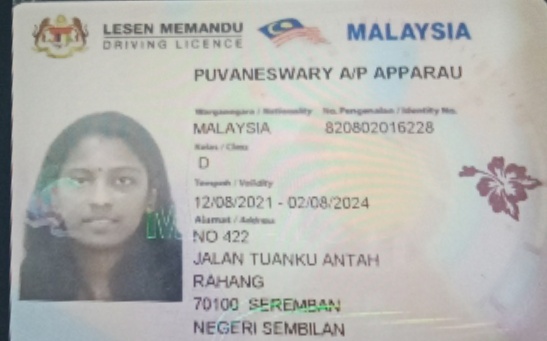 LESEN MEMANDU
DRIVING LICENCE
MALAYSIA
PUVANESWARY A/P APPARAU
Warganegara / Nationality No. Pengenalan / Identity No.
MALAYSIA 820802016228
Kelas / Class
D
Tempoh / Validity
12/08/2021 - 02/08/2024
Alamat / Address
NO 422
JALAN TUANKU ANTAH
RAHANG
70100 SEREMBAN
NEGERI SEMBILAN